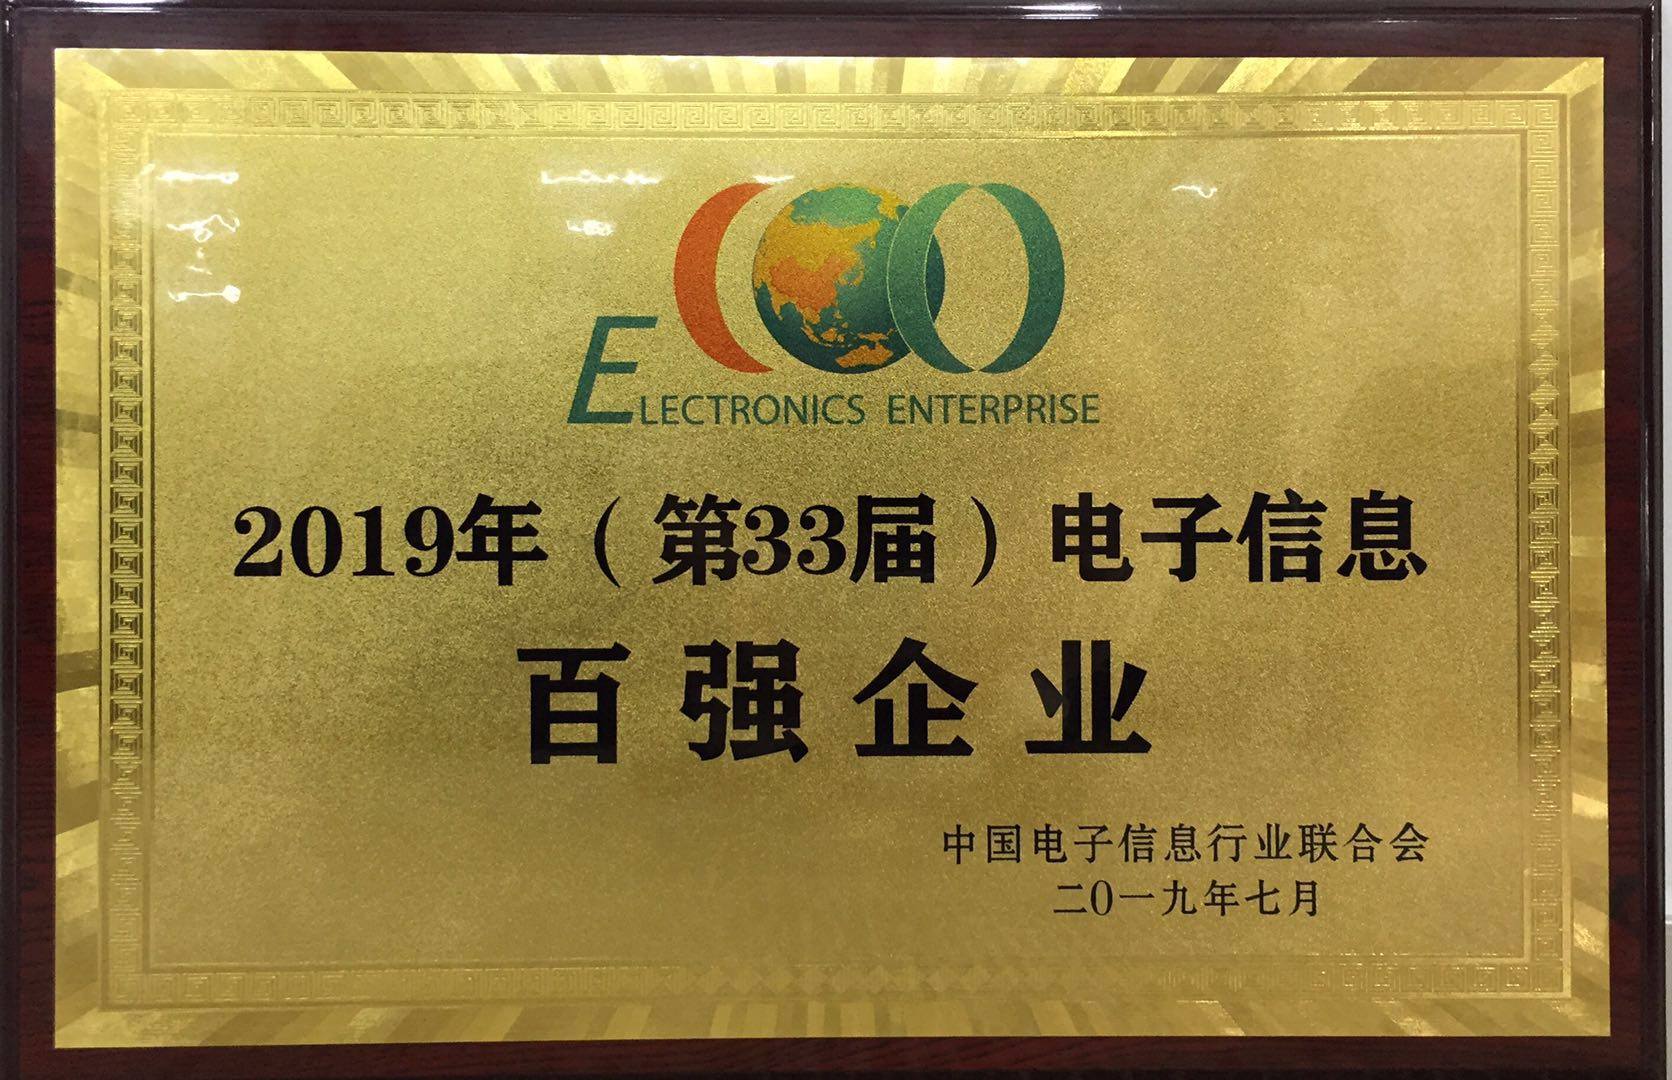 ELECTRONICS ENTERPRISE
2019年（第33届）电子信息
百强企业
中国电子信息行业联合会
二〇一九年七月